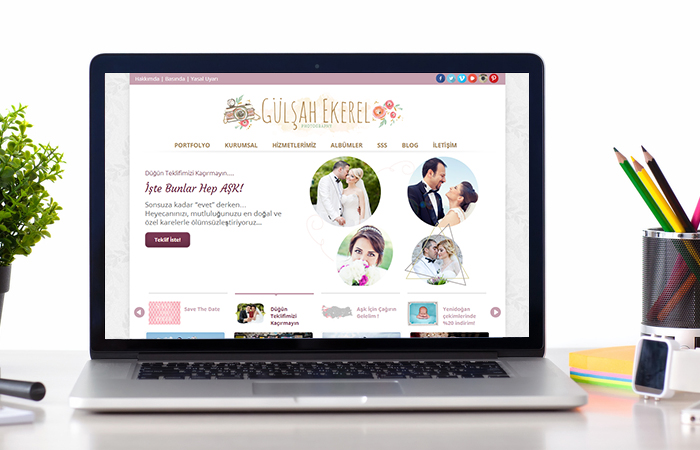 Hakkımda | Basında | Yasal Uyarı
GÜLŞAH EKEREL
PHOTOGRAPHY
PORTFOLYO KURUMSAL HİZMETLERİMİZ ALBÜMLER SSS BLOG İLETİŞİM
Düğün Teklifimizi Kaçırmayın....
İşte Bunlar Hep AŞK!
Sonsuza kadar "evet" derken...
Heyecanınızı, mutluluğunuzu en doğal ve
özel karelerle ölümsüzleştiriyoruz...
Teklif İste!
Save The Date
Düğün
Teklifimizi
Kaçırmayın
Aşk İçin Çağırın
Gelelim !
Yenidoğan
çekimlerinde
%20 indirim!